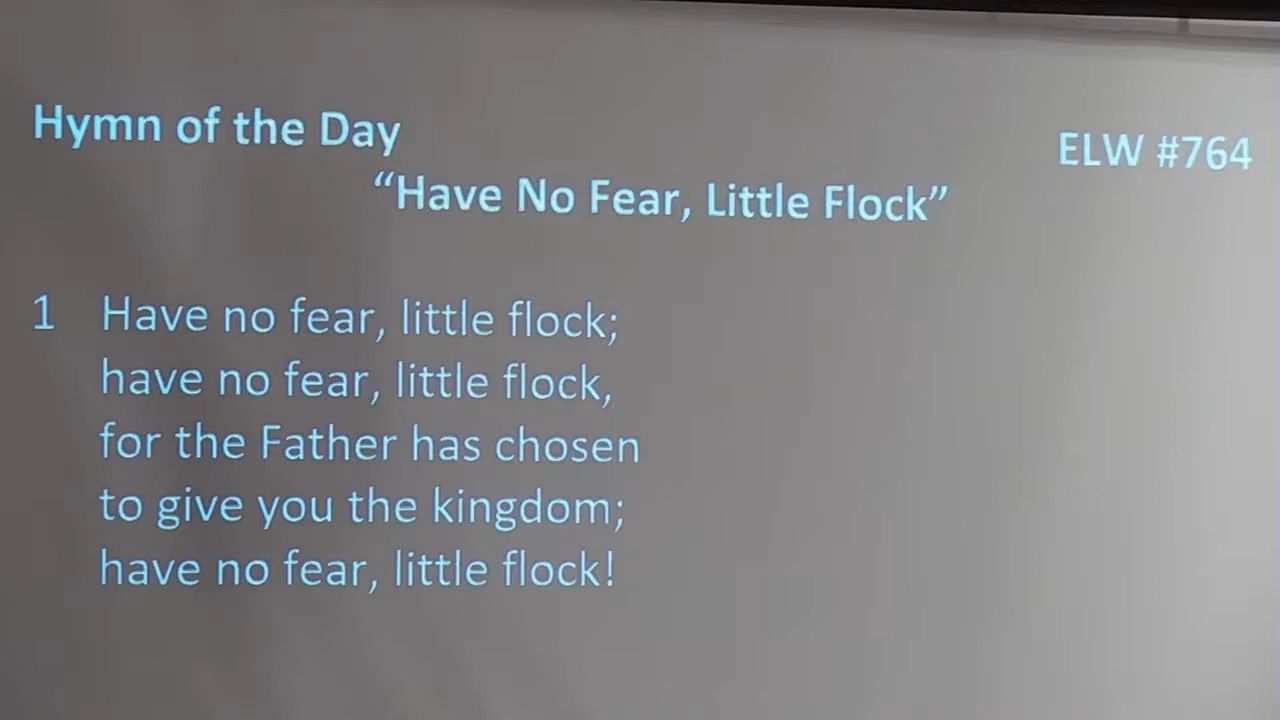 Hymn of the Day
ELW #764
“Have No Fear, Little Flock”
1 Have no fear, little flock;
have no fear, little flock,
for the Father has chosen
to give you the kingdom;
have no fear, little flock!